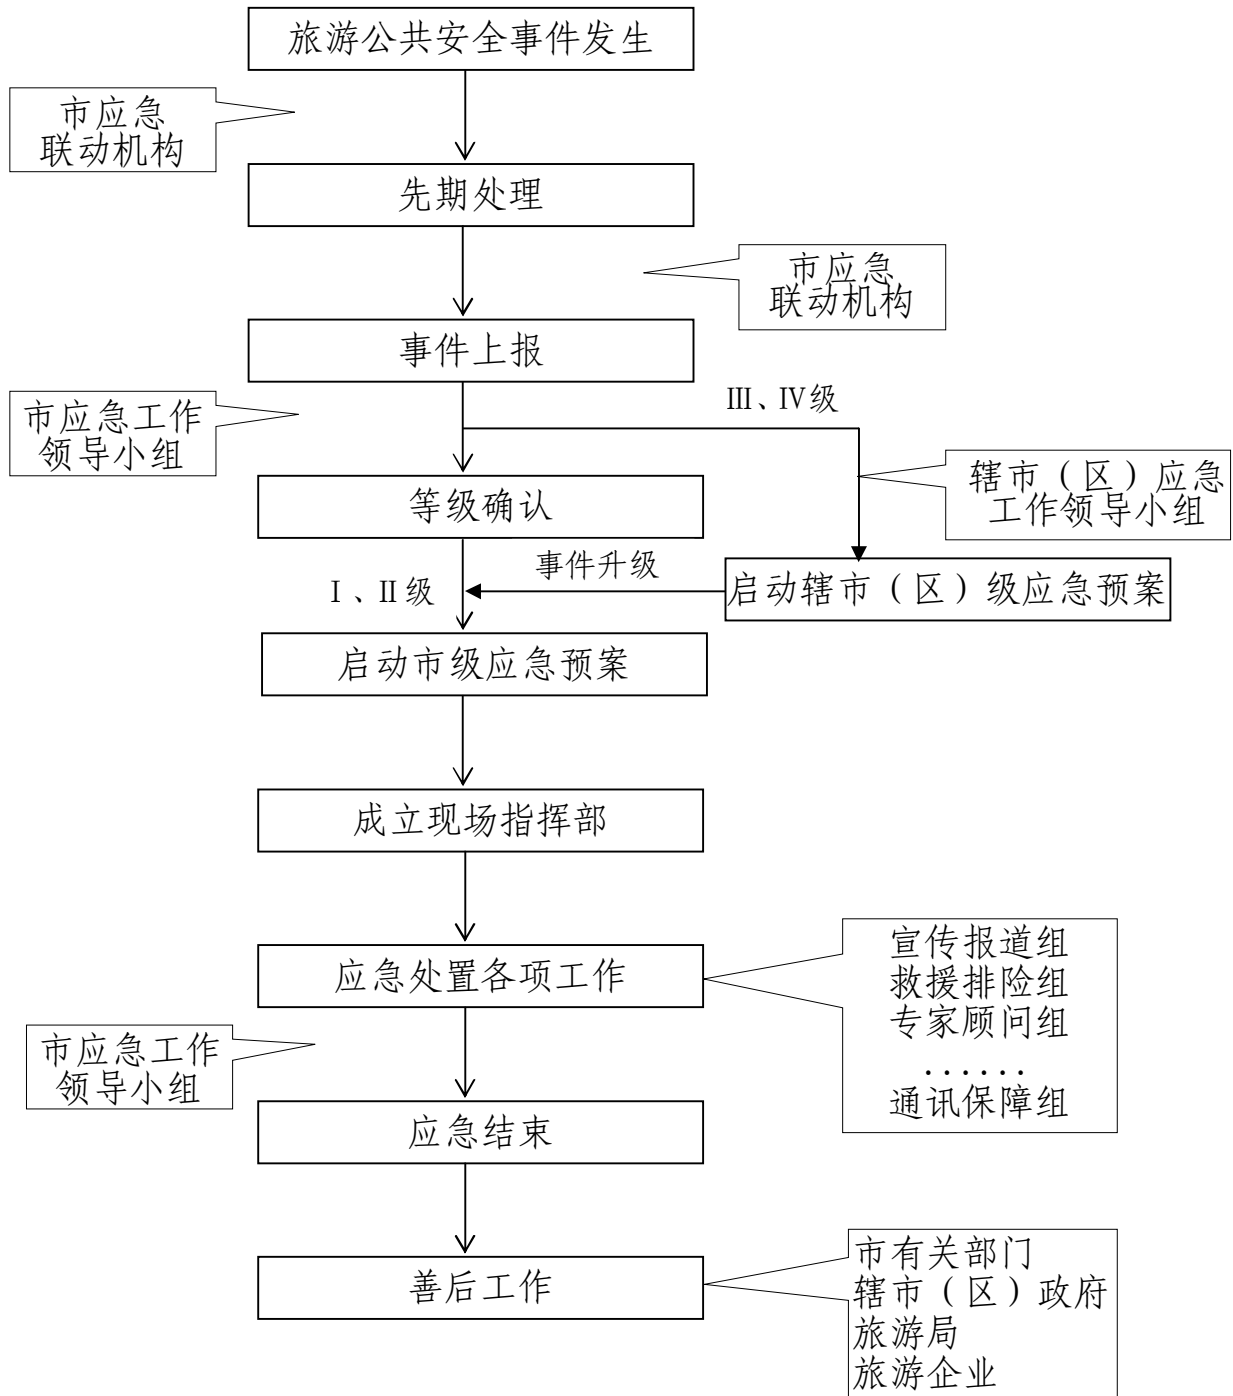 旅游公共安全事件发生
市应急
联动机构
先期处理
市应急
联动机构
事件上报
市应急工作
领导小组
Ⅲ、Ⅳ级
辖市（区）应急
工作领导小组
等级确认
事件升级
Ⅰ、Ⅱ级
启动辖市（区）级应急预案
启动市级应急预案
成立现场指挥部
应急处置各项工作
宣传报道组
救援排险组
专家顾问组
......
通讯保障组
市应急工作
领导小组
应急结束
善后工作
市有关部门
辖市（区）政府
旅游局
旅游企业